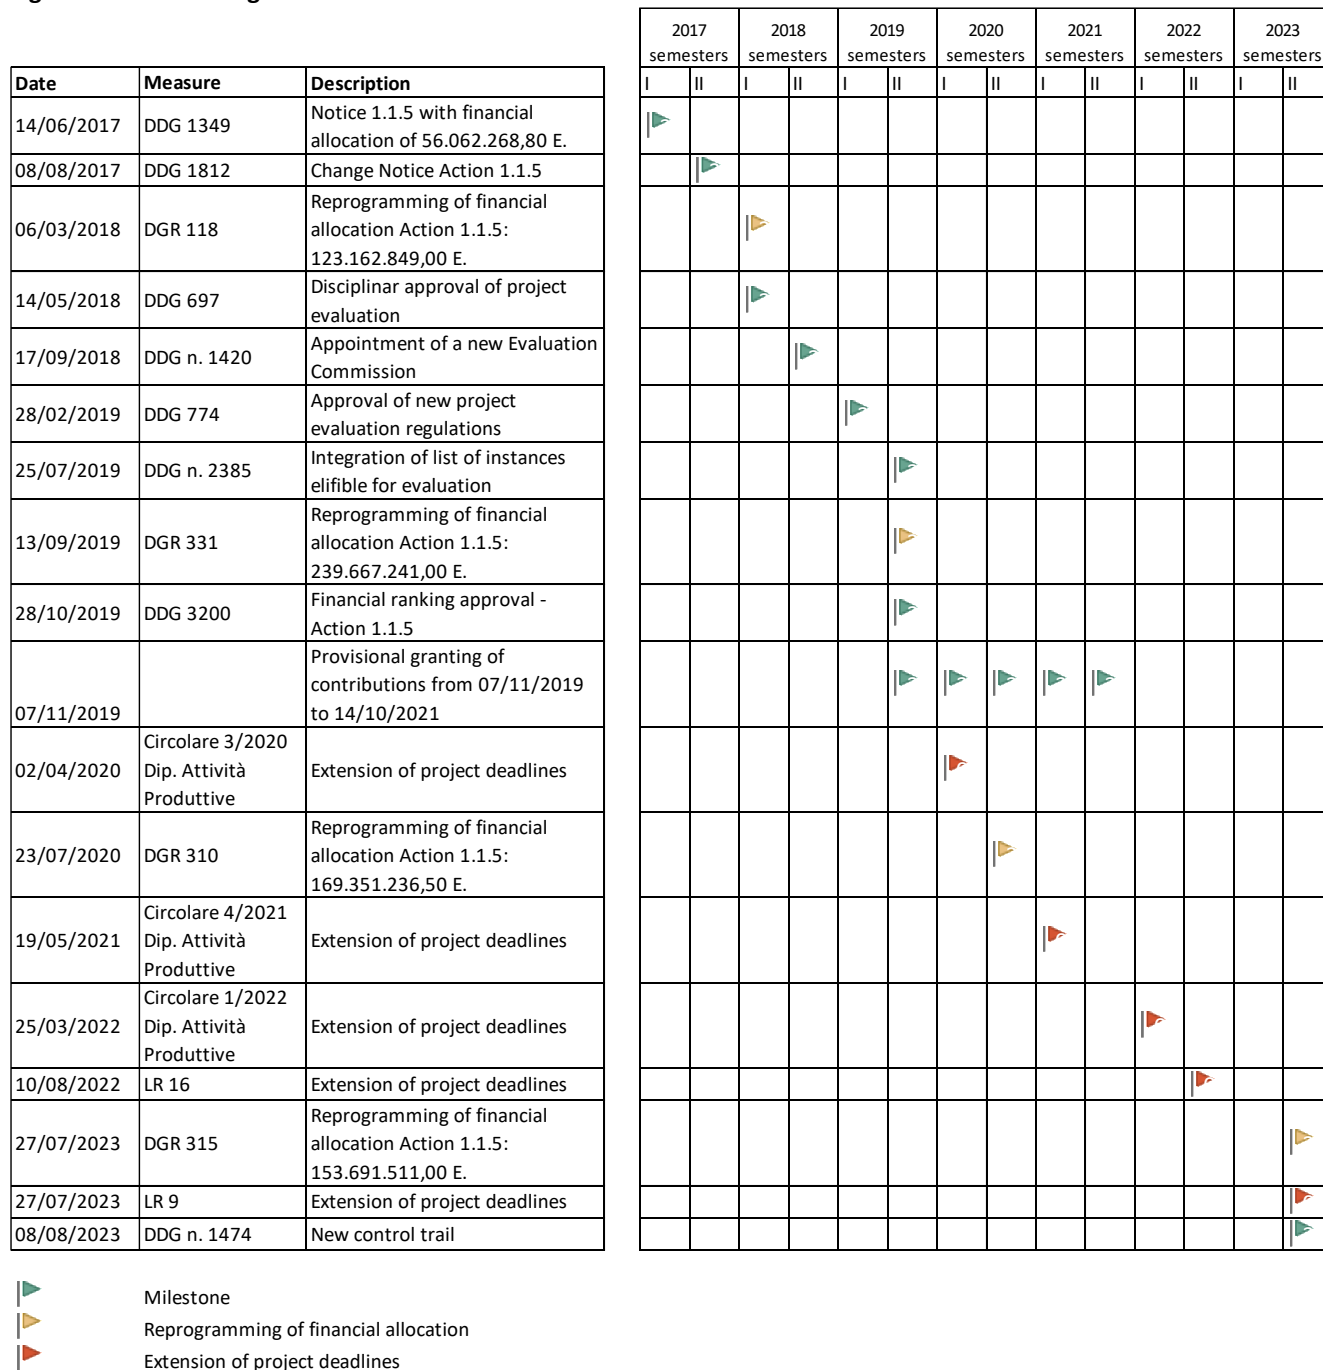 2017 2018 2019 2020 2021 2022 2023
semesters semesters semesters semesters semesters semesters semesters
Date Measure Description I II I II I II I II I II I II I II
14/06/2017 DDG 1349 Notice 1.1.5 with financial
allocation of 56.062.268,80 E.
08/08/2017 DDG 1812 Change Notice Action 1.1.5
06/03/2018 DGR 118 Reprogramming of financial
allocation Action 1.1.5:
123.162.849,00 E.
14/05/2018 DDG 697 Disciplinar approval of project
evaluation
17/09/2018 DDG n. 1420 Appointment of a new Evaluation
Commission
28/02/2019 DDG 774 Approval of new project
evaluation regulations
25/07/2019 DDG n. 2385 Integration of list of instances
elifible for evaluation
13/09/2019 DGR 331 Reprogramming of financial
allocation Action 1.1.5:
239.667.241,00 E.
28/10/2019 DDG 3200 Financial ranking approval -
Action 1.1.5
Provisional granting of
contributions from 07/11/2019
07/11/2019 to 14/10/2021
Circolare 3/2020
02/04/2020 Dip. Attività Extension of project deadlines
Produttive
23/07/2020 DGR 310 Reprogramming of financial
allocation Action 1.1.5:
169.351.236,50 E.
Circolare 4/2021
19/05/2021 Dip. Attività Extension of project deadlines
Produttive
Circolare 1/2022
25/03/2022 Dip. Attività Extension of project deadlines
Produttive
10/08/2022 LR 16 Extension of project deadlines
27/07/2023 DGR 315 Reprogramming of financial
allocation Action 1.1.5:
153.691.511,00 E.
27/07/2023 LR 9 Extension of project deadlines
08/08/2023 DDG n. 1474 New control trail
Milestone
Reprogramming of financial allocation
Extension of project deadlines